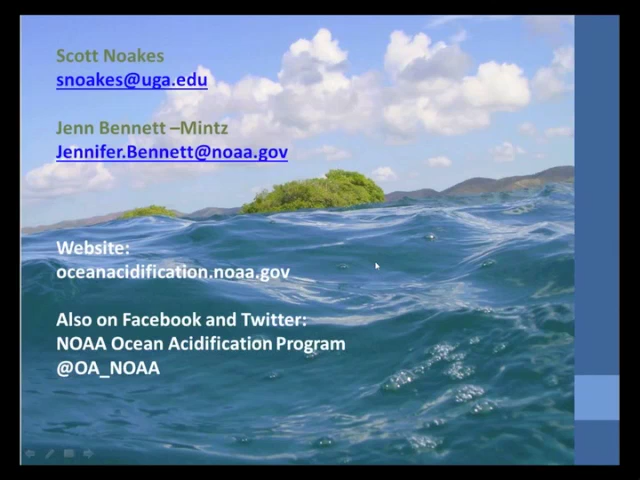 Scott Noakes
snoakes@uga.edu
Jenn Bennett –Mintz
Jennifer.Bennett@noaa.gov
Website:
oceanacidification.noaa.gov
Also on Facebook and Twitter:
NOAA Ocean Acidification Program
@OA_NOAA